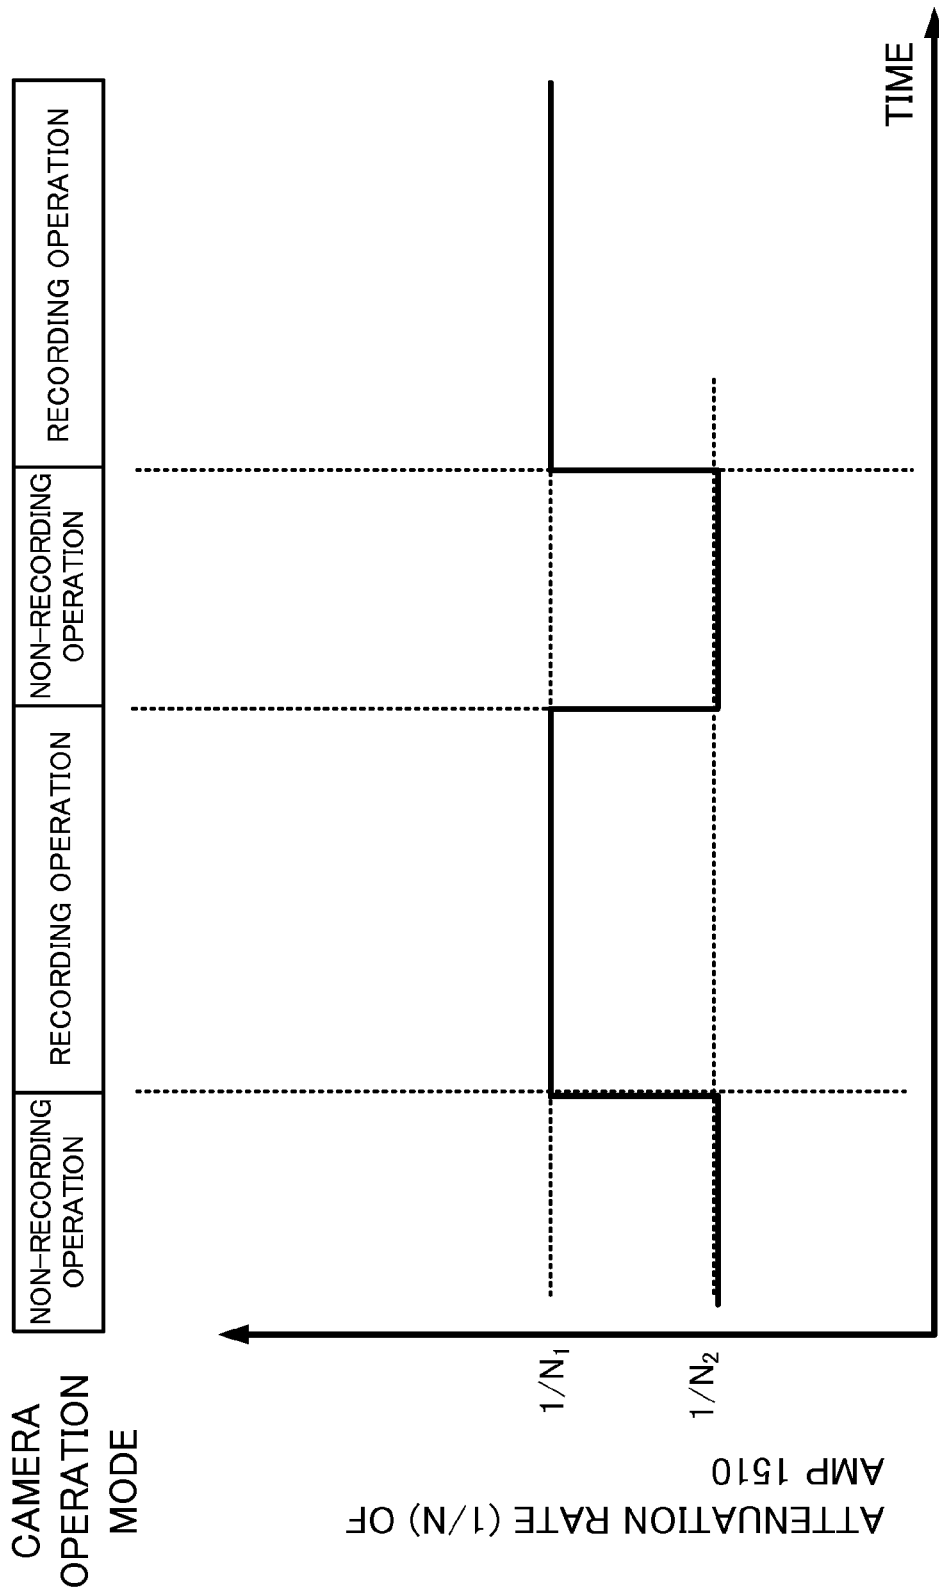 CAMERA
OPERATION
MODE
NON-RECORDING
OPERATION
RECORDING OPERATION
NON-RECORDING
OPERATION
RECORDING OPERATION
ATTENUATION RATE (1/N) OF
AMP 1510
1/N₁
1/N₂
TIME